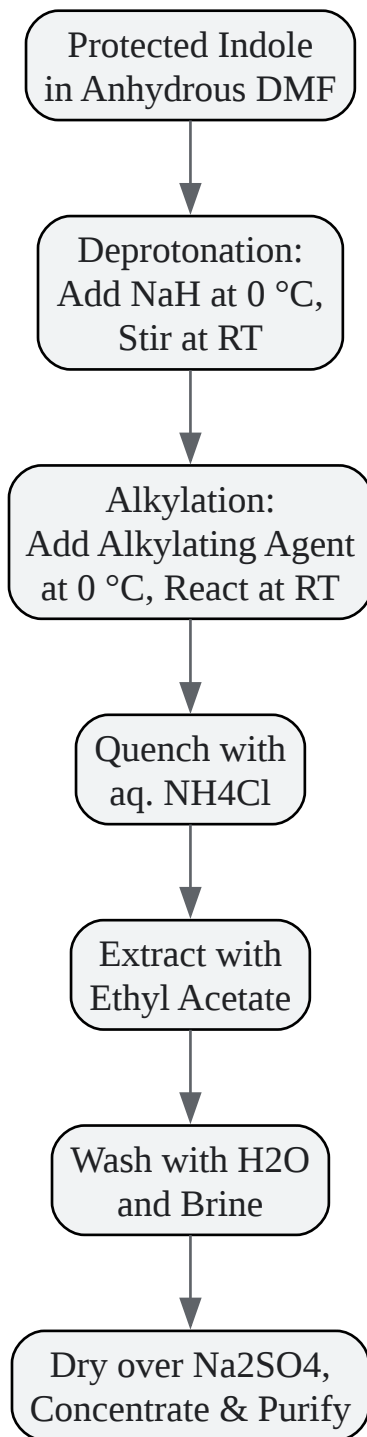 Protected Indole
in Anhydrous DMF
Deprotonation:
Add NaH at 0 °C,
Stir at RT
Alkylation:
Add Alkylating Agent
at 0 °C, React at RT
Quench with
aq. NH4Cl
Extract with
Ethyl Acetate
Wash with H2O
and Brine
Dry over Na2SO4,
Concentrate & Purify